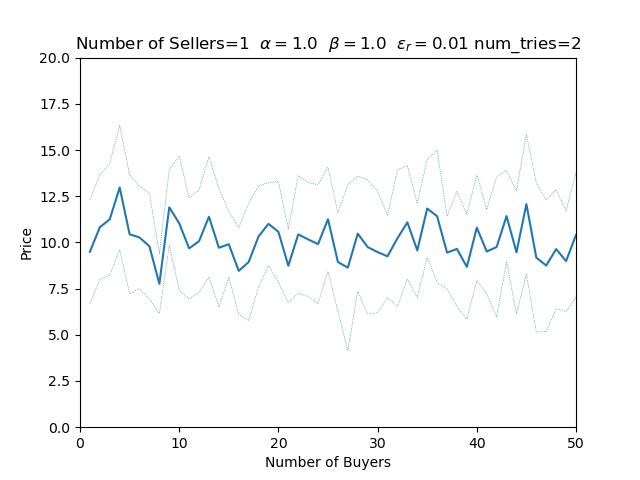 Number of Sellers=1 α = 1.0 β = 1.0 εᵣ = 0.01 num_tries=2
20.0
17.5
15.0
12.5
10.0
7.5
5.0
2.5
0.0
Price
0 10 20 30 40 50
Number of Buyers